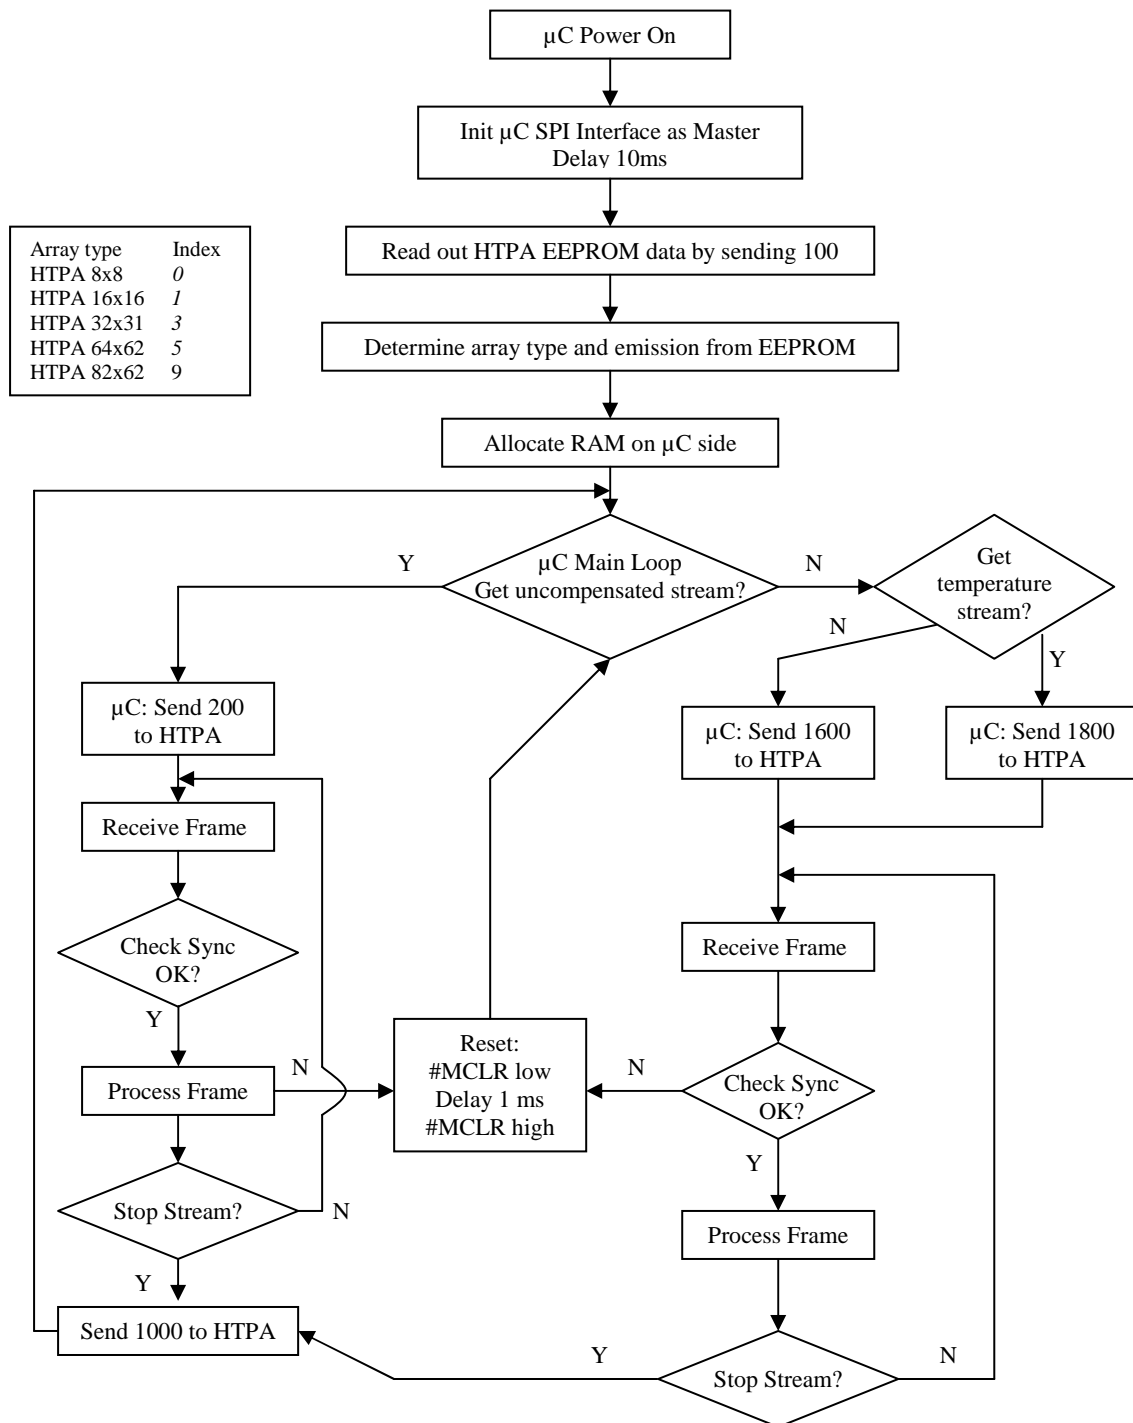 µC Power On
Init µC SPI Interface as Master
Delay 10ms
Read out HTPA EEPROM data by sending 100
Array type Index
HTPA 8x8 0
HTPA 16x16 1
HTPA 32x31 3
HTPA 64x62 5
HTPA 82x62 9
Determine array type and emission from EEPROM
Allocate RAM on µC side
µC Main Loop
Get uncompensated stream?
Y
N
Get
temperature
stream?
N
Y
µC: Send 200
to HTPA
µC: Send 1600
to HTPA
µC: Send 1800
to HTPA
Receive Frame
Check Sync
OK?
Y
Process Frame
N
Stop Stream?
N
Y
Send 1000 to HTPA
Reset:
#MCLR low
Delay 1 ms
#MCLR high
Receive Frame
Check Sync
OK?
N
Y
Process Frame
Stop Stream?
Y
N